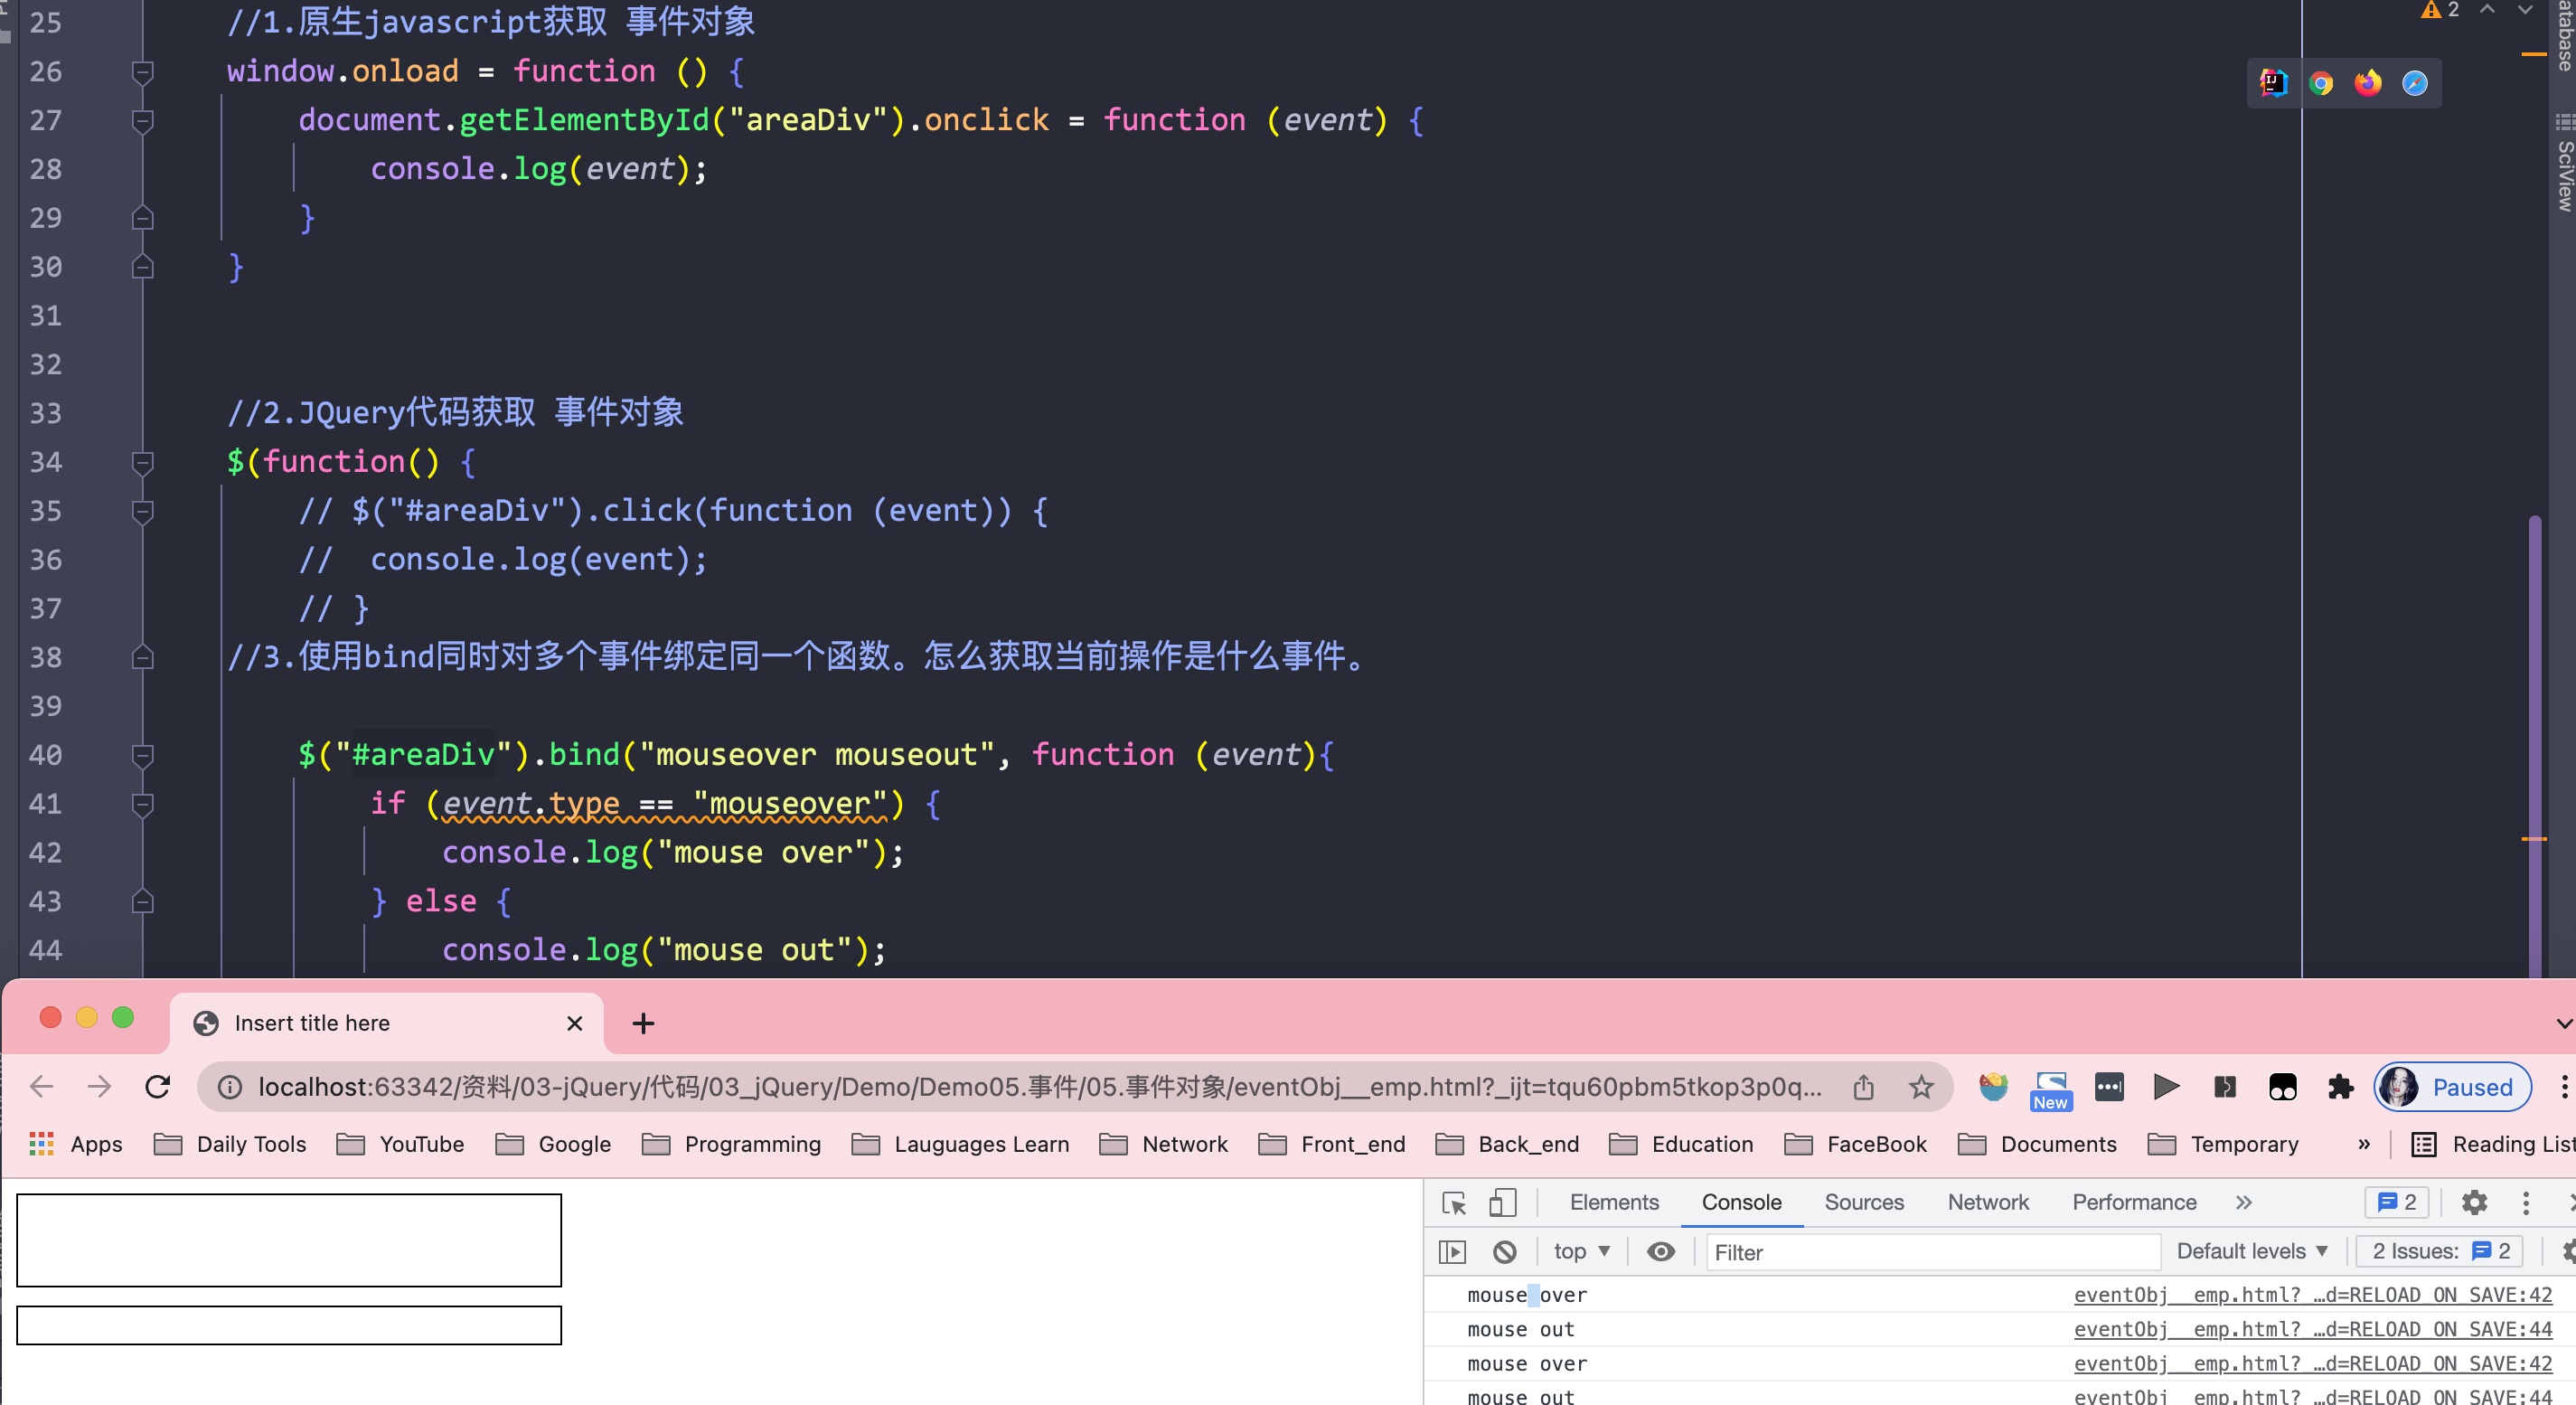 25 //1.原生javascript获取 事件对象
26 window.onload = function () {
27 document.getElementById("areaDiv").onclick = function (event) {
28 console.log(event);
29 }
30 }
31
32
33 //2.JQuery代码获取 事件对象
34 $(function() {
35 // $("#areaDiv").click(function (event)) {
36 // console.log(event);
37 // }
38 //3.使用bind同时对多个事件绑定同一个函数。怎么获取当前操作是什么事件。
39
40 $("#areaDiv").bind("mouseover mouseout", function (event){
41 if (event.type == "mouseover") {
42 console.log("mouse over");
43 } else {
44 console.log("mouse out");
2
atabase
SciView
Insert title here
localhost:63342/资料/03-jQuery/代码/03_jQuery/Demo/Demo05.事件/05.事件对象/eventObj__emp.html?_ijt=tqu60pbm5tkop3p0q...
New
Paused
Apps Daily Tools YouTube Google Programming Lauguages Learn Network Front_end Back_end Education FaceBook Documents Temporary » Reading List
Elements Console Sources Network Performance » 2
top Filter Default levels 2 Issues: 2
mouse over eventObj__emp.html?_…d=RELOAD_ON_SAVE:42
mouse out eventObj__emp.html?_…d=RELOAD_ON_SAVE:44
mouse over eventObj__emp.html?_…d=RELOAD_ON_SAVE:42
mouse out eventObj__emp.html?_…d=RELOAD_ON_SAVE:44